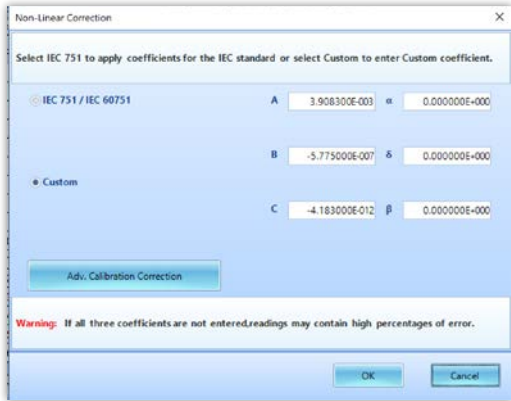 Non-Linear Correction
Select IEC 751 to apply coefficients for the IEC standard or select Custom to enter Custom coefficient.
IEC 751 / IEC 60751
A 3.908300E-003 α 0.000000E+000
B -5.775000E-007 δ 0.000000E+000
Custom
C -4.183000E-012 β 0.000000E+000
Adv. Calibration Correction
Warning: If all three coefficients are not entered,readings may contain high percentages of error.
OK Cancel